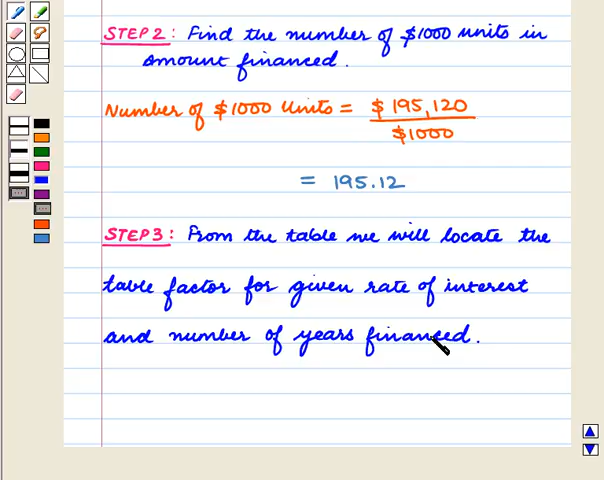 STEP 2: Find the number of $1000 units in
amount financed.
Number of $1000 Units = $ 195,120
$1000
= 195.12
STEP 3: From the table we will locate the
table factor for given rate of interest
and number of years financed.